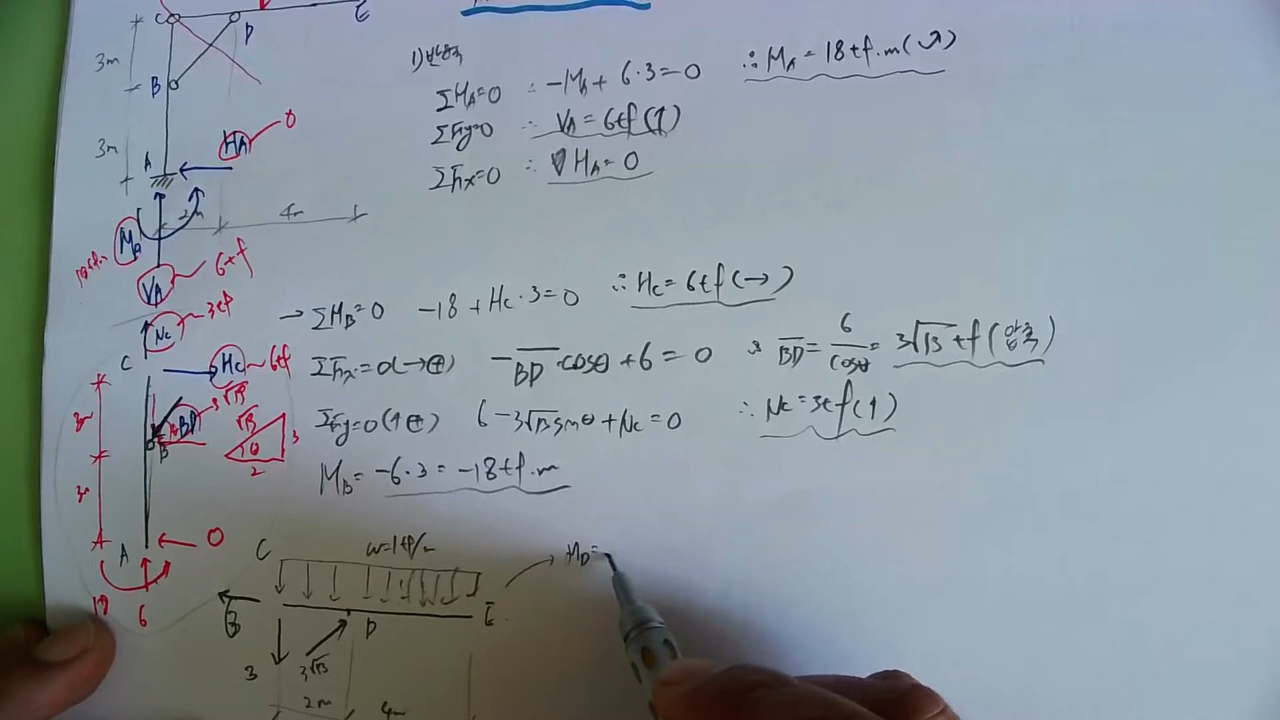 C
D
E
3m
B
3m
A
HA
0
2m
4m
MA
VA
6tf
1) 반력
ΣMA=0 ∴ -MA + 6·3=0 ∴ MA = 18tf.m (↗)
ΣFy=0 ∴ VA = 6tf(↑)
ΣFx=0 ∴ HA = 0
Nc
3tf
C
Hc
6tf
→ ΣMB=0 -18 + Hc·3=0 ∴ Hc = 6tf(→)
ΣFx=0(→⊕) -BD cosθ + 6 = 0 ∴ BD = 6/cosθ = 3√13 tf (압축)
ΣFy=0(↑⊕) 6 - 3√13 sinθ + Nc = 0 ∴ Nc = 3tf(↑)
MB = -6·3 = -18tf.m
3√13
BD
B
√13
3
θ
2
3m
3m
A
0
18
6
C
w=1tf/m
MD=
D
E
6
3
3√13
2m
4m